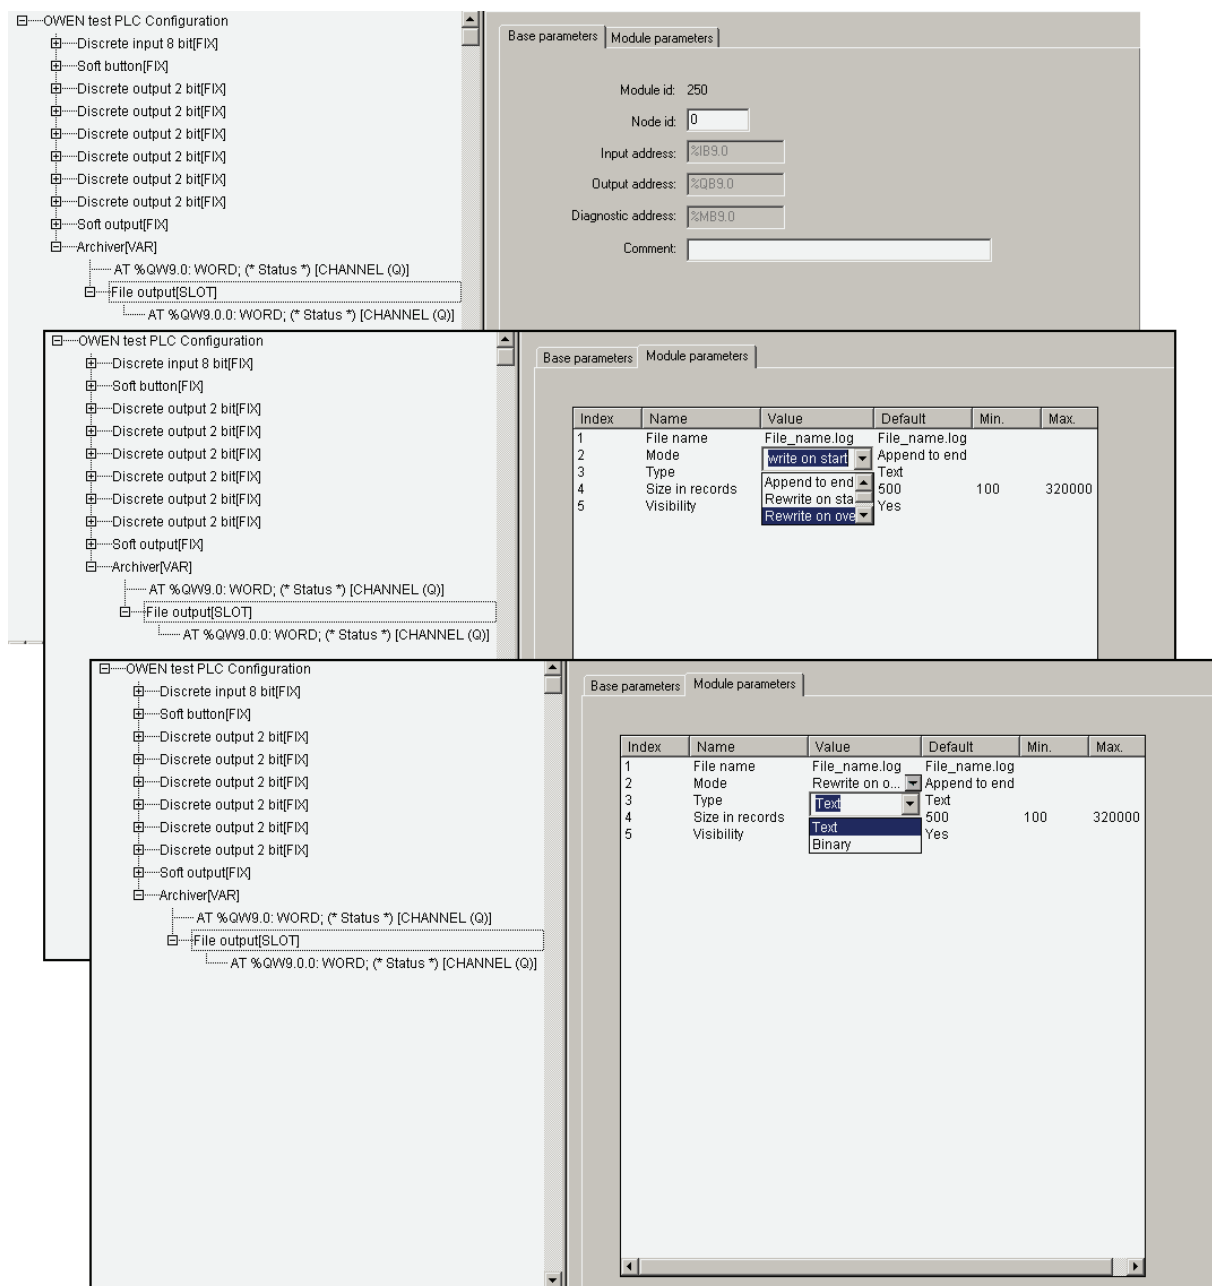 OWEN test PLC Configuration
Discrete input 8 bit[FIX]
Soft button[FIX]
Discrete output 2 bit[FIX]
Discrete output 2 bit[FIX]
Discrete output 2 bit[FIX]
Discrete output 2 bit[FIX]
Discrete output 2 bit[FIX]
Discrete output 2 bit[FIX]
Soft output[FIX]
Archiver[VAR]
AT %QW9.0: WORD; (* Status *) [CHANNEL (Q)]
File output[SLOT]
AT %QW9.0.0: WORD; (* Status *) [CHANNEL (Q)]
Base parameters Module parameters
Module id: 250
Node id: 0
Input address: %IB9.0
Output address: %QB9.0
Diagnostic address: %MB9.0
Comment:
OWEN test PLC Configuration
Discrete input 8 bit[FIX]
Soft button[FIX]
Discrete output 2 bit[FIX]
Discrete output 2 bit[FIX]
Discrete output 2 bit[FIX]
Discrete output 2 bit[FIX]
Discrete output 2 bit[FIX]
Discrete output 2 bit[FIX]
Soft output[FIX]
Archiver[VAR]
AT %QW9.0: WORD; (* Status *) [CHANNEL (Q)]
File output[SLOT]
AT %QW9.0.0: WORD; (* Status *) [CHANNEL (Q)]
Base parameters Module parameters
Index Name Value Default Min. Max.
1 File name File_name.log File_name.log
2 Mode write on start Append to end
3 Type Text
4 Size in records Append to end 500 100 320000
Rewrite on sta
5 Visibility Yes
Rewrite on ove
OWEN test PLC Configuration
Discrete input 8 bit[FIX]
Soft button[FIX]
Discrete output 2 bit[FIX]
Discrete output 2 bit[FIX]
Discrete output 2 bit[FIX]
Discrete output 2 bit[FIX]
Discrete output 2 bit[FIX]
Discrete output 2 bit[FIX]
Soft output[FIX]
Archiver[VAR]
AT %QW9.0: WORD; (* Status *) [CHANNEL (Q)]
File output[SLOT]
AT %QW9.0.0: WORD; (* Status *) [CHANNEL (Q)]
Base parameters Module parameters
Index Name Value Default Min. Max.
1 File name File_name.log File_name.log
2 Mode Rewrite on o... Append to end
3 Type Text Text
4 Size in records 500 100 320000
Text
5 Visibility Yes
Binary